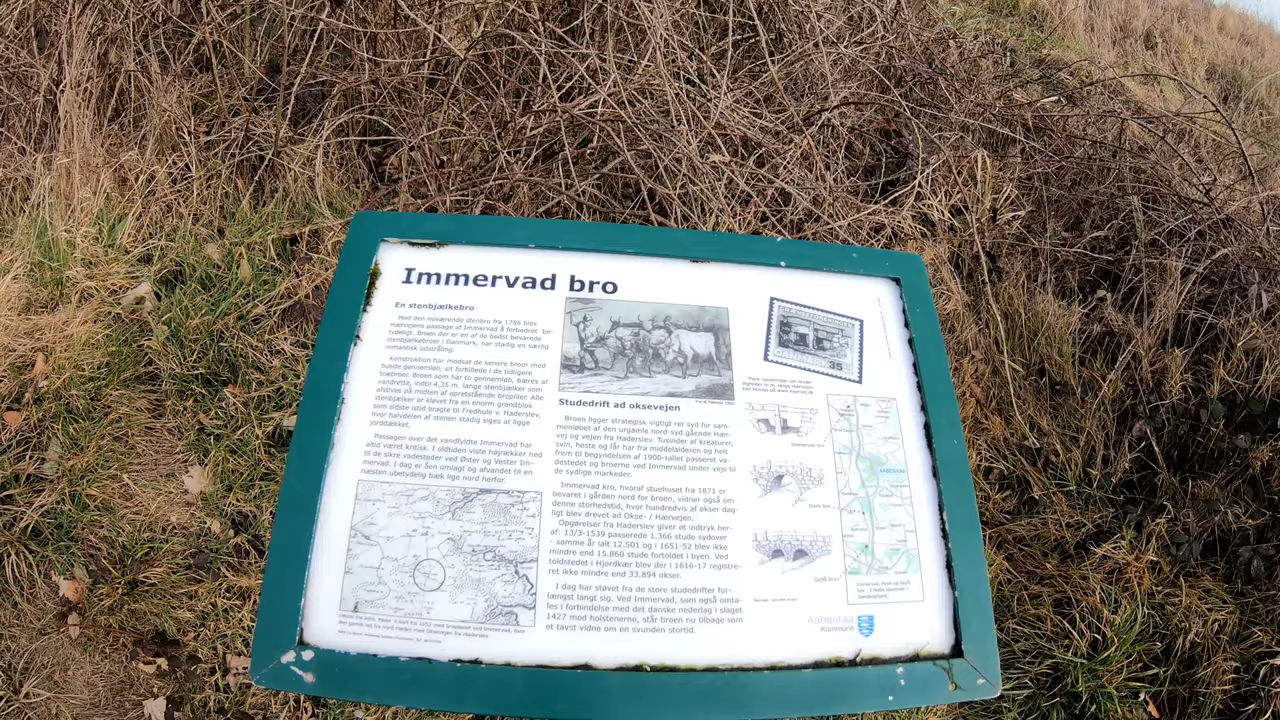 Immervad bro
En stenbjælkebro
Med den nuværende stenbro fra 1786 blev
Hærvejens passage af Immervad Å forbedret be-
tydeligt. Broen der er en af de bedst bevarede
stenbjælkebroer i Danmark, har stadig en særlig
romantisk udstråling.
Konstruktion har modsat de senere broer med
buede gennemløb, sit forbillede i de tidligere
træbroer. Broen som har to gennemløb, bæres af
vandrette, indtil 4,35 m. lange stenbjælker som
afstives på midten af opretstående bropiller. Alle
stenbjælker er kløvet fra en enorm granitblok
som sidste istid bragte til Fredhule v. Haderslev,
hvor halvdelen af stenen stadig siges at ligge
jorddækket.
Passagen over det vandfyldte Immervad har
altid været kritisk. I oldtiden viste højrækker ned
til de sikre vadesteder ved Øster og Vester Im-
mervad. I dag er åen omlagt og afvandet til en
næsten ubetydelig bæk lige nord herfor.
Studedrift ad oksevejen
Broen ligger strategisk vigtigt ret syd for sam-
menløbet af den urgamle nord-syd gående Hær-
vej og vejen fra Haderslev. Tusinder af kreaturer,
svin, heste og får har fra middelalderen og helt
frem til begyndelsen af 1900-tallet passeret va-
destedet og broerne ved Immervad under vejs til
de sydlige markeder.
Immervad kro, hvoraf stuehuset fra 1871 er
bevaret i gården nord for broen, vidner også om
denne storhedstid, hvor hundredvis af okser dag-
ligt blev drevet ad Okse- / Hærvejen.
Opgørelser fra Haderslev giver et indtryk her-
af: 13/3-1539 passerede 1.366 stude sydover
- samme år ialt 12.501 og i 1651-52 blev ikke
mindre end 15.860 stude fortoldet i byen. Ved
toldstedet i Hjordkær blev der i 1616-17 registre-
ret ikke mindre end 33.894 okser.
I dag har støvet fra de store studedrifter for-
længst langt sig. Ved Immervad, som også omta-
les i forbindelse med det danske nederlag i slaget
1427 mod holstenerne, står broen nu tilbage som
et tavst vidne om en svunden stortid.
GRÆNSEFORENINGEN
35
Immervad bro
Gejlå bro
AABENRAA
Aabenraa
Kommune